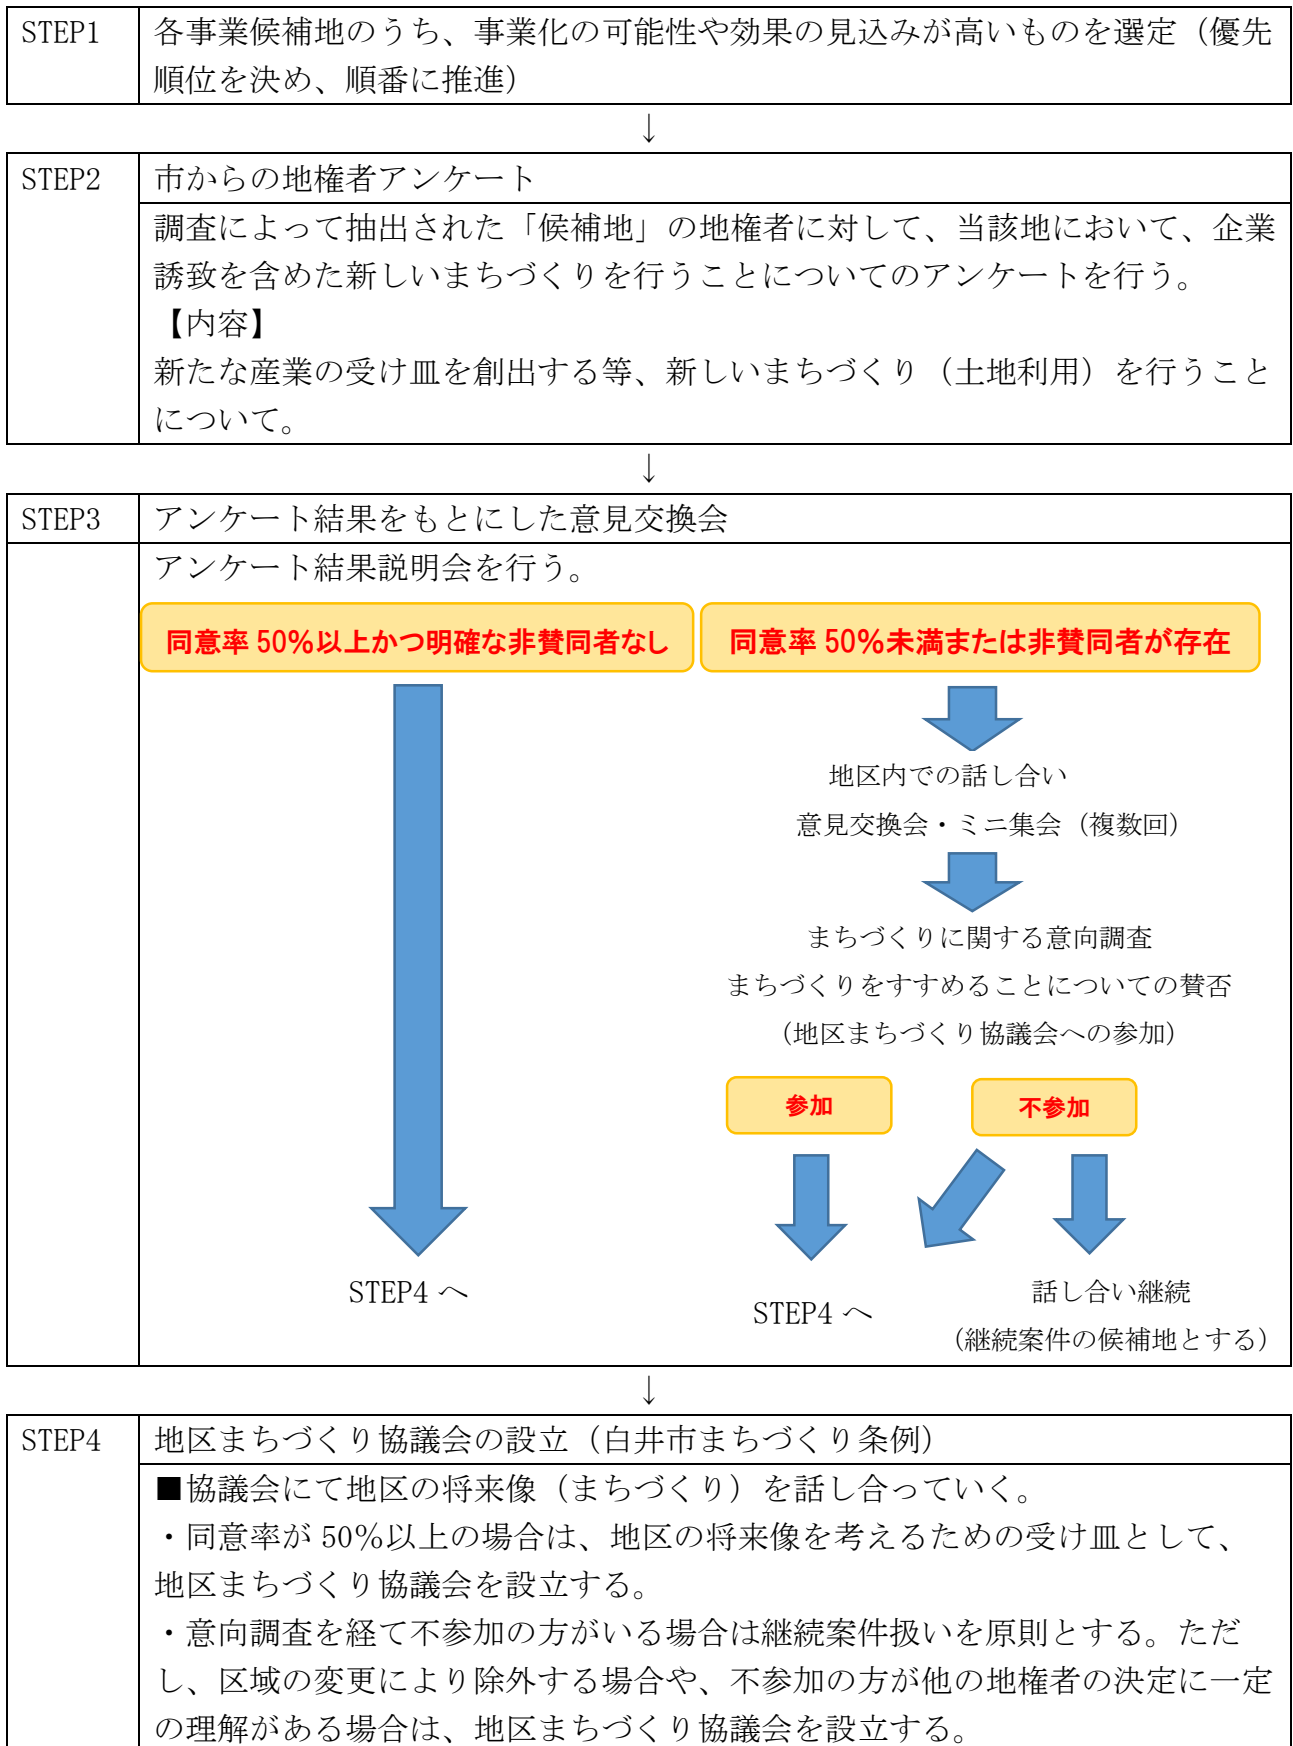 STEP1
各事業候補地のうち、事業化の可能性や効果の見込みが高いものを選定（優先
順位を決め、順番に推進）
↓
STEP2
市からの地権者アンケート
調査によって抽出された「候補地」の地権者に対して、当該地において、企業
誘致を含めた新しいまちづくりを行うことについてのアンケートを行う。
【内容】
新たな産業の受け皿を創出する等、新しいまちづくり（土地利用）を行うこと
について。
↓
STEP3
アンケート結果をもとにした意見交換会
アンケート結果説明会を行う。
同意率 50％以上かつ明確な非賛同者なし
同意率 50％未満または非賛同者が存在
地区内での話し合い
意見交換会・ミニ集会（複数回）
まちづくりに関する意向調査
まちづくりをすすめることについての賛否
（地区まちづくり協議会への参加）
参加
不参加
STEP4 へ
STEP4 へ
話し合い継続
（継続案件の候補地とする）
↓
STEP4
地区まちづくり協議会の設立（白井市まちづくり条例）
■協議会にて地区の将来像（まちづくり）を話し合っていく。
・同意率が 50％以上の場合は、地区の将来像を考えるための受け皿として、
地区まちづくり協議会を設立する。
・意向調査を経て不参加の方がいる場合は継続案件扱いを原則とする。ただ
し、区域の変更により除外する場合や、不参加の方が他の地権者の決定に一定
の理解がある場合は、地区まちづくり協議会を設立する。